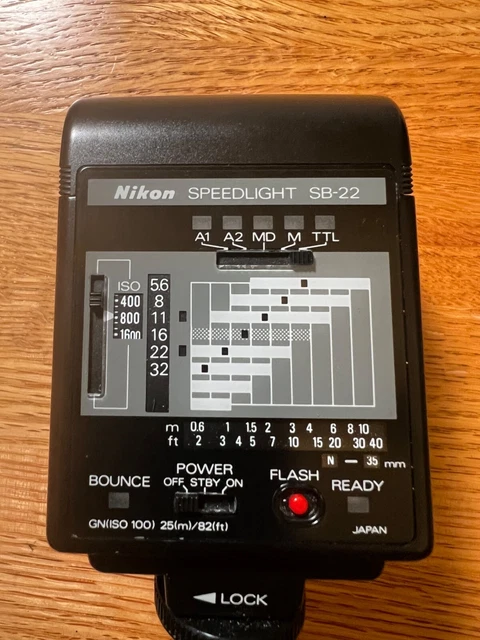 Nikon SPEEDLIGHT SB-22
A1 A2 MD M TTL
ISO
400
800
1600
5.6
8
11
16
22
32
m 0.6 1 1.5 2 3 4 6 8 10
ft 2 3 4 5 7 10 15 20 30 40
N — 35 mm
BOUNCE POWER FLASH READY
OFF STBY ON
GN(ISO 100) 25(m)/82(ft) JAPAN
◄ LOCK